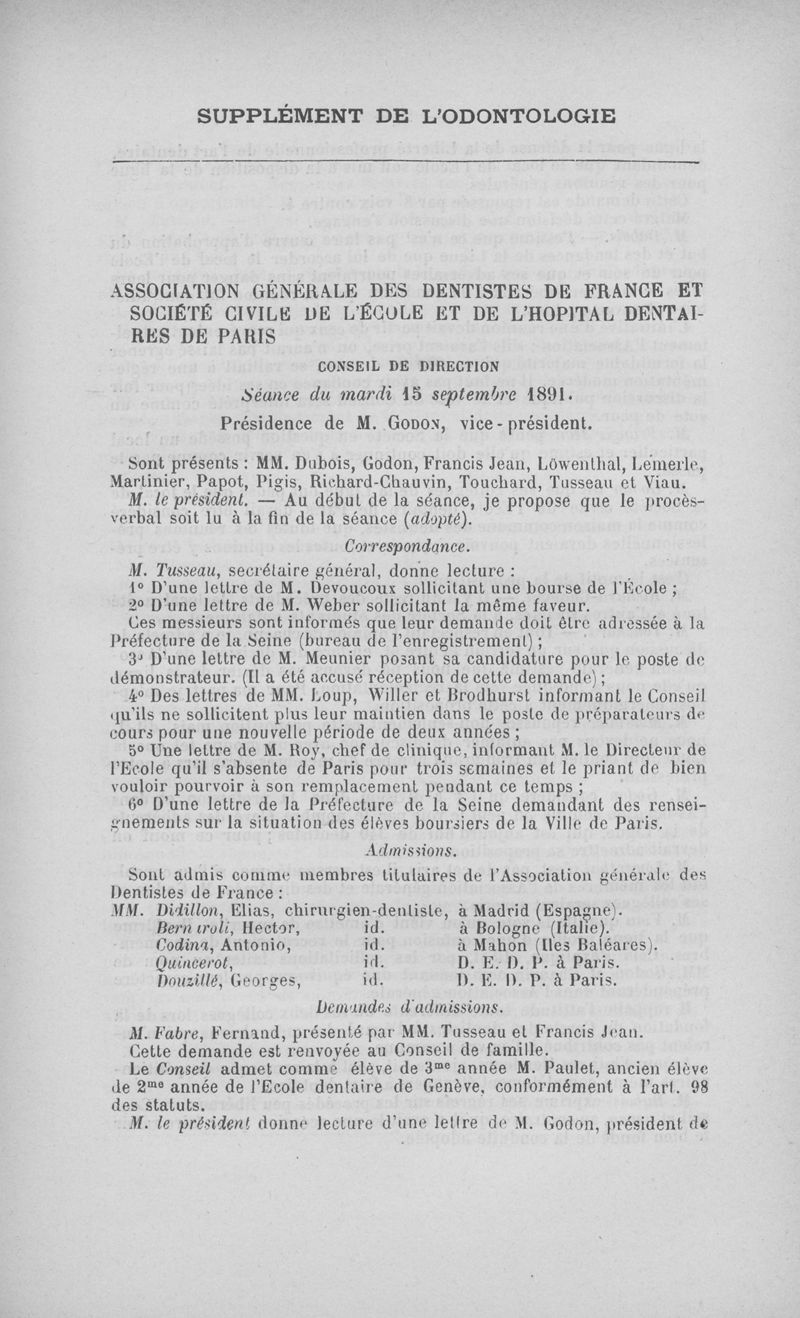 SUPPLÉMENT DE L'ODONTOLOGIE
ASSOCIATION GÉNÉRALE DES DENTISTES DE FRANCE ET
SOCIÉTÉ CIVILE DE L'ÉCOLE ET DE L'HOPITAL DENTAI-
RES DE PARIS
CONSEIL DE DIRECTION
Séance du mardi 15 septembre 1891.
Présidence de M. GODON, vice-président.
Sont présents : MM. Dubois, Godon, Francis Jean, Löwenthal, Lemerle,
Martinier, Papot, Pigis, Richard-Chauvin, Touchard, Tusseau et Viau.
M. le président. — Au début de la séance, je propose que le procès-
verbal soit lu à la fin de la séance (adopté).
Correspondance.
M. Tusseau, secrétaire général, donne lecture :
1º D'une lettre de M. Devoucoux sollicitant une bourse de l'École ;
2º D'une lettre de M. Weber sollicitant la même faveur.
Ces messieurs sont informés que leur demande doit être adressée à la
Préfecture de la Seine (bureau de l'enregistrement) ;
3º D'une lettre de M. Meunier posant sa candidature pour le poste de
démonstrateur. (Il a été accusé réception de cette demande) ;
4º Des lettres de MM. Loup, Willer et Brodhurst informant le Conseil
qu'ils ne sollicitent plus leur maintien dans le poste de préparateurs de
cours pour une nouvelle période de deux années ;
5º Une lettre de M. Roy, chef de clinique, informant M. le Directeur de
l'Ecole qu'il s'absente de Paris pour trois semaines et le priant de bien
vouloir pourvoir à son remplacement pendant ce temps ;
6º D'une lettre de la Préfecture de la Seine demandant des rensei-
gnements sur la situation des élèves boursiers de la Ville de Paris.
Admissions.
Sont admis comme membres titulaires de l'Association générale des
Dentistes de France :
MM. Didillon, Elias, chirurgien-dentiste, à Madrid (Espagne).
Bernaroli, Hector, id. à Bologne (Italie).
Codina, Antonio, id. à Mahon (Iles Baléares).
Quincerot, id. D. E. D. P. à Paris.
Douzillé, Georges, id. D. E. D. P. à Paris.
Demandes d'admissions.
M. Fabre, Fernand, présenté par MM. Tusseau et Francis Jean.
Cette demande est renvoyée au Conseil de famille.
Le Conseil admet comme élève de 3me année M. Paulet, ancien élève
de 2me année de l'Ecole dentaire de Genève, conformément à l'art. 98
des statuts.
M. le président donne lecture d'une lettre de M. Godon, président de